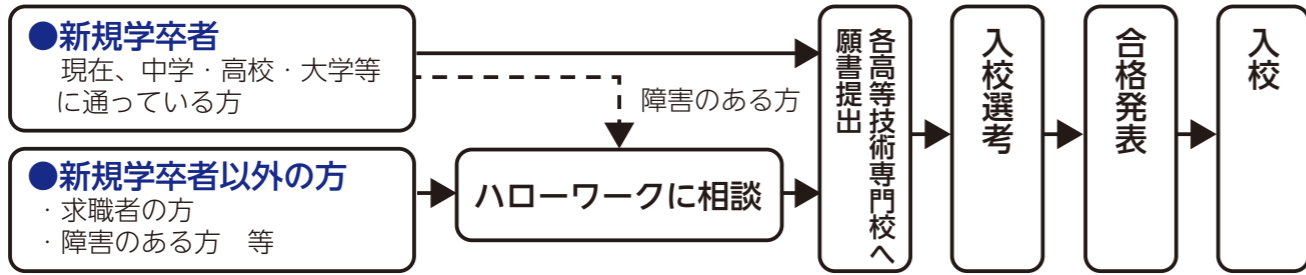 ●新規学卒者
現在、中学・高校・大学等
に通っている方
障害のある方
●新規学卒者以外の方
・求職者の方
・障害のある方　等
ハローワークに相談
各高等技術専門校へ
願書提出
入校選考
合格発表
入校